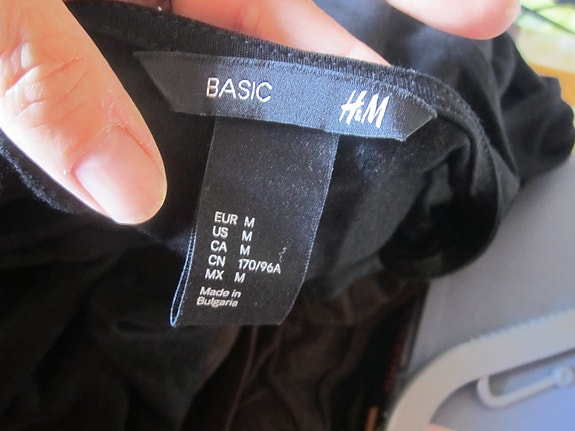 BASIC H&M
EUR M
US M
CA M
CN 170/96A
MX M
Made in
Bulgaria